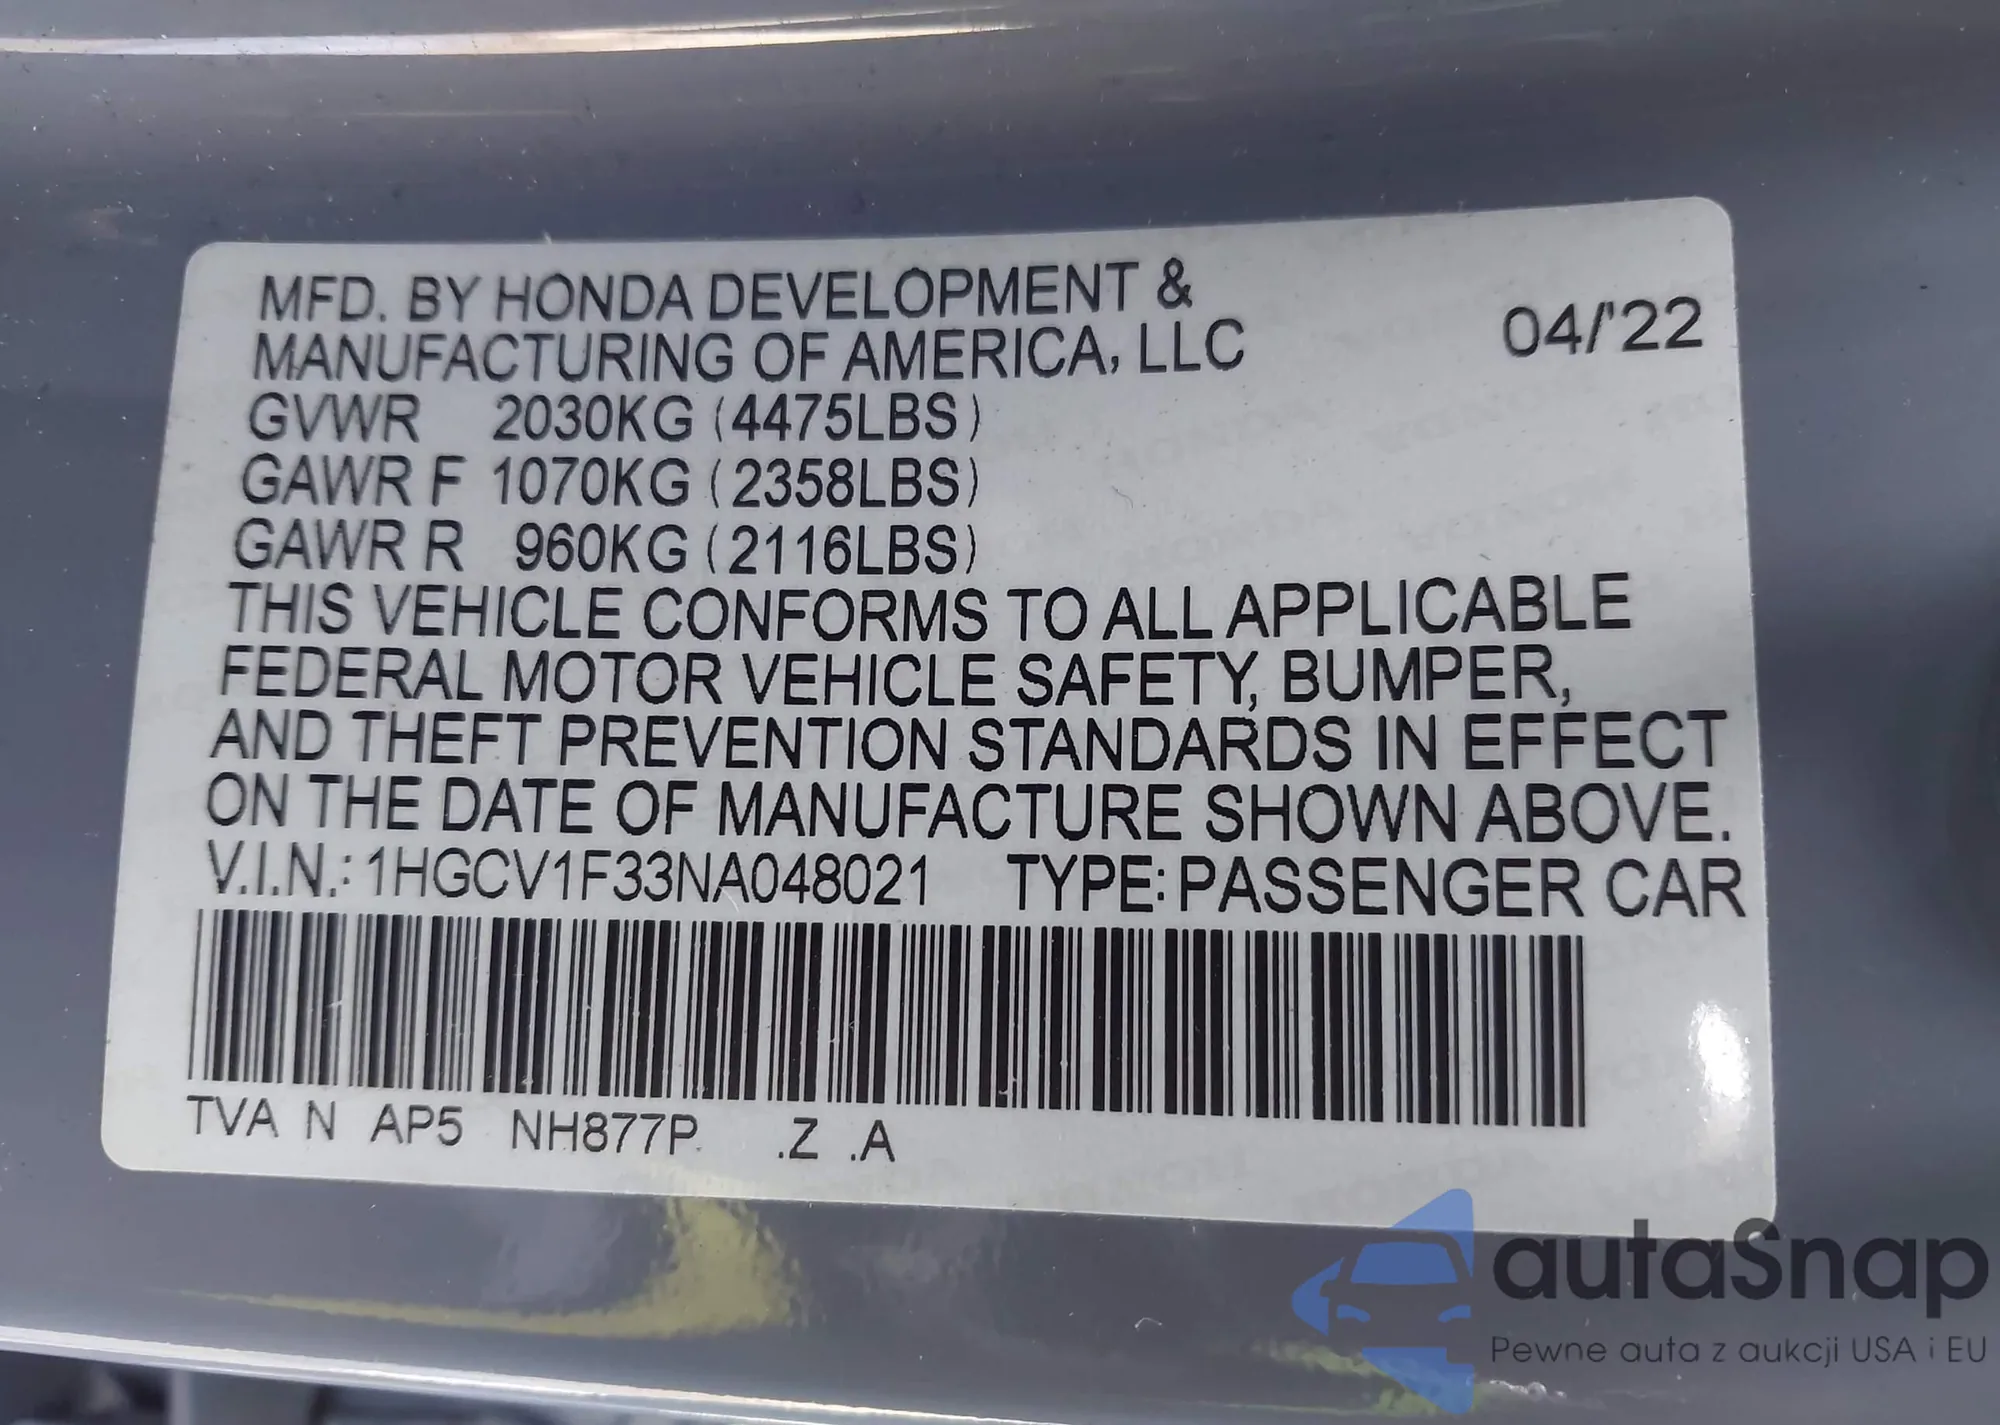 MFD. BY HONDA DEVELOPMENT &
MANUFACTURING OF AMERICA, LLC
04/'22
GVWR 2030KG (4475LBS)
GAWR F 1070KG (2358LBS)
GAWR R 960KG (2116LBS)
THIS VEHICLE CONFORMS TO ALL APPLICABLE
FEDERAL MOTOR VEHICLE SAFETY, BUMPER,
AND THEFT PREVENTION STANDARDS IN EFFECT
ON THE DATE OF MANUFACTURE SHOWN ABOVE.
V.I.N.: 1HGCV1F33NA048021 TYPE: PASSENGER CAR
TVA N AP5 NH877P .Z .A
autaSnap
Pewne auta z aukcji USA i EU